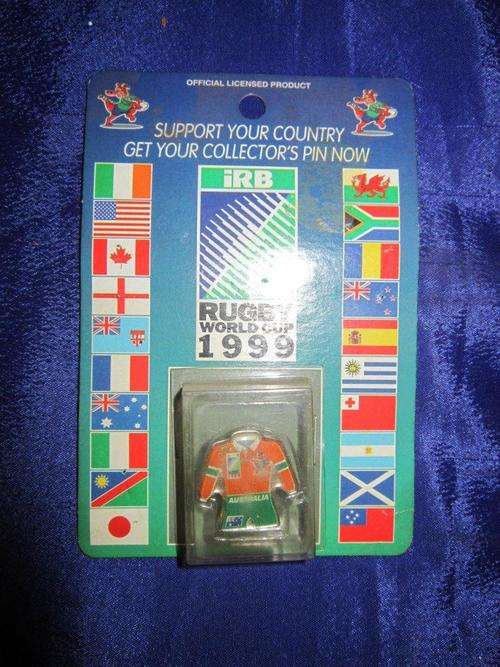 OFFICIAL LICENSED PRODUCT
SUPPORT YOUR COUNTRY
GET YOUR COLLECTOR'S PIN NOW
iRB
RUGBY
WORLD CUP
1999
AUSTRALIA